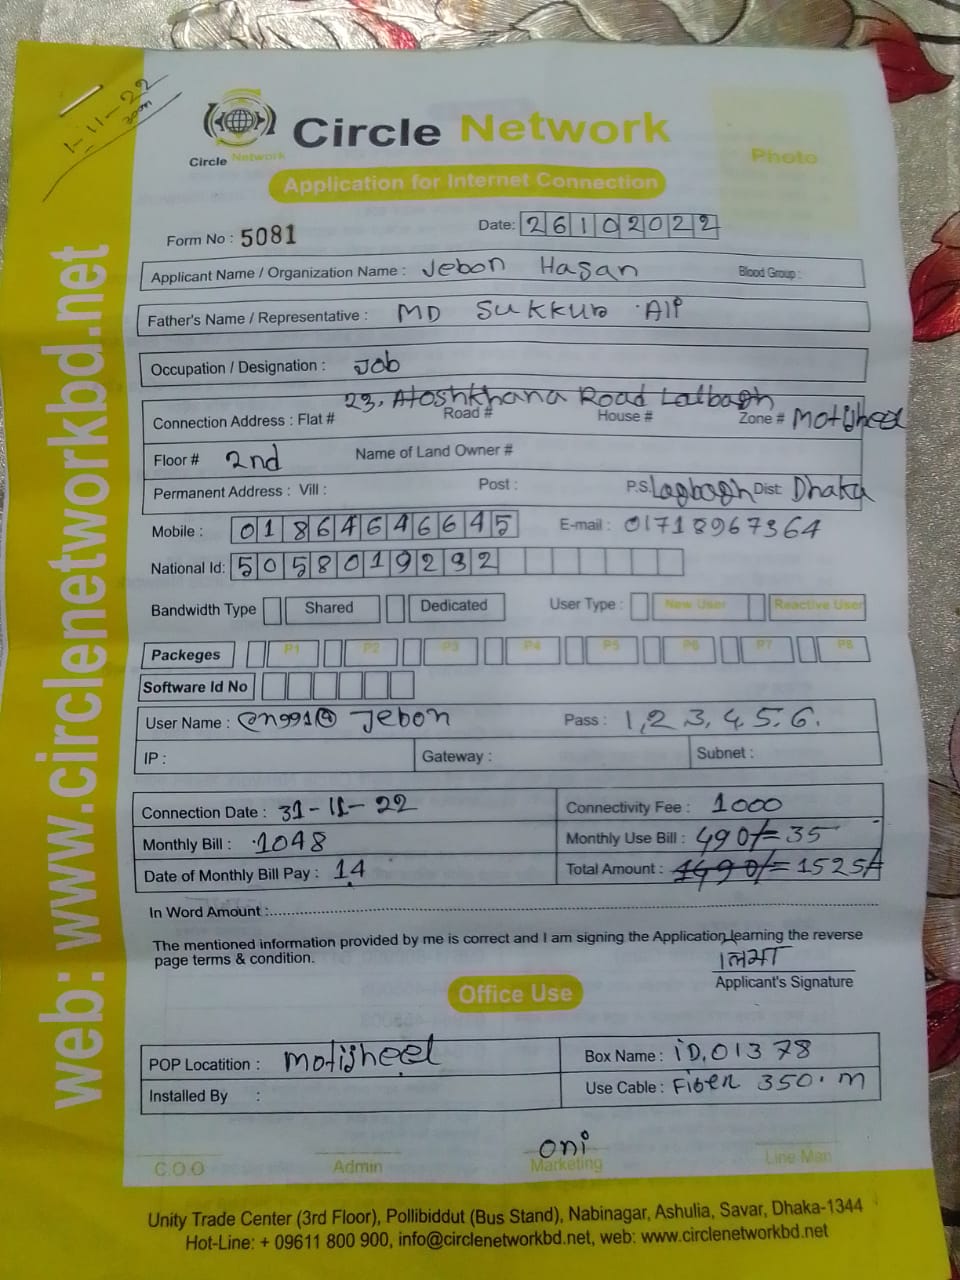 1-11-22
Circle Network
Circle Network
Photo
Application for Internet Connection
Form No : 5081
Date: 26102022
Applicant Name / Organization Name : Jebon Hasan Blood Group :
Father's Name / Representative : MD Sukkur Ali
Occupation / Designation : Job
23, Atoshkhana Road Lalbagh
Connection Address : Flat # Road # House # Zone # Motijheel
Floor # 2nd Name of Land Owner #
Permanent Address : Vill : Post : P.S. Lagbagh Dist: Dhaka
Mobile : 01864646645 E-mail : 01718967364
National Id: 5058019292
Bandwidth Type Shared Dedicated User Type : New User Reactive User
Packeges P1 P2 P3 P4 P5 P6 P7 P8
Software Id No
User Name : Jebon Pass : 1,2 3, 4, 5, 6.
IP : Gateway : Subnet :
Connection Date : 31-11-22 Connectivity Fee : 1000
Monthly Bill : 1048 Monthly Use Bill : 490/= 35
Date of Monthly Bill Pay : 14 Total Amount : 1490/= 1525/
In Word Amount :
The mentioned information provided by me is correct and I am signing the Application learning the reverse
page terms & condition.
Applicant's Signature
Office Use
POP Locatition : Motijheel Box Name : iD, 01378
Installed By : Use Cable : Fiber 350.m
oni
C.O.O Admin Marketing Line Man
Unity Trade Center (3rd Floor), Pollibiddut (Bus Stand), Nabinagar, Ashulia, Savar, Dhaka-1344
Hot-Line: + 09611 800 900, info@circlenetworkbd.net, web: www.circlenetworkbd.net
web: www.circlenetworkbd.net